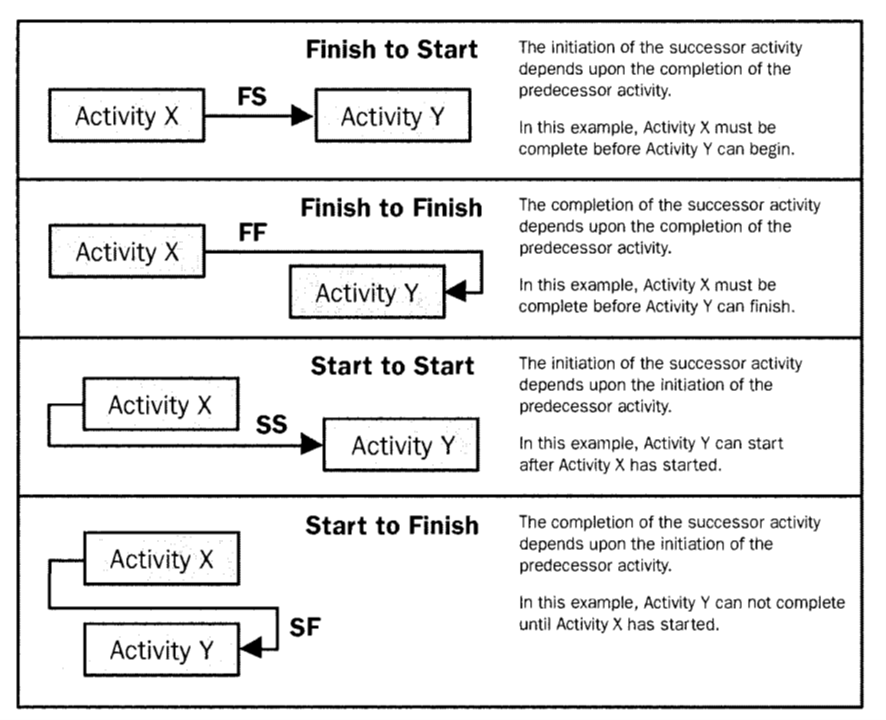 Finish to Start
The initiation of the successor activity
depends upon the completion of the
predecessor activity.
In this example, Activity X must be
complete before Activity Y can begin.
Activity X
FS
Activity Y
Finish to Finish
The completion of the successor activity
depends upon the completion of the
predecessor activity.
In this example, Activity X must be
complete before Activity Y can finish.
Activity X
FF
Activity Y
Start to Start
The initiation of the successor activity
depends upon the initiation of the
predecessor activity.
In this example, Activity Y can start
after Activity X has started.
Activity X
SS
Activity Y
Start to Finish
The completion of the successor activity
depends upon the initiation of the
predecessor activity.
In this example, Activity Y can not complete
until Activity X has started.
Activity X
SF
Activity Y